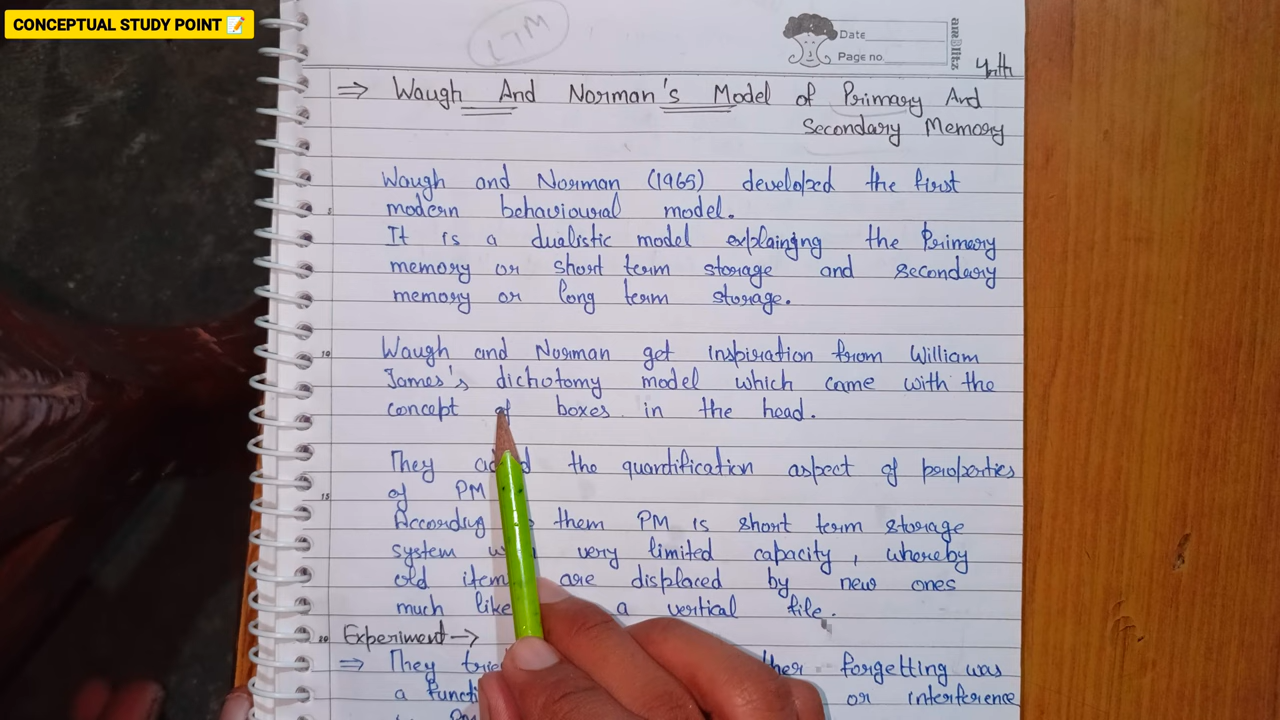 CONCEPTUAL STUDY POINT
17M
Date
Page no.
4th
⇒ Waugh And Norman's Model of Primary And
Secondary Memory
Waugh and Norman (1965) developed the first
modern behavioural model.
It is a dualistic model explaining the Primary
memory or short term storage and secondary
memory or long term storage.
Waugh and Norman get inspiration from William
James's dichotomy model which came with the
concept of boxes in the head.
They the quantification aspect of properties
of PM
According them PM is short term storage
system very limited capacity, whereby
old item are displaced by new ones
much like a vertical file.
Experiment →
⇒ They forgetting was
a or interference